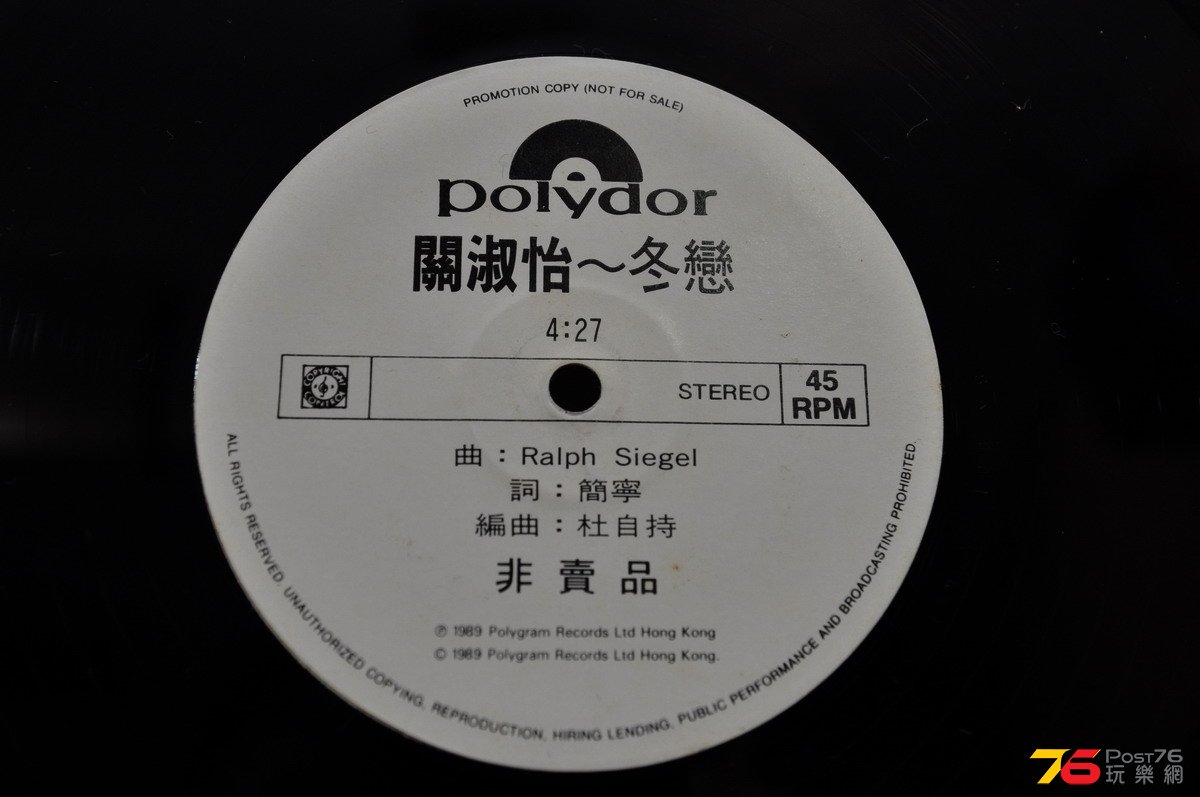 PROMOTION COPY (NOT FOR SALE)
polydor
關淑怡～冬戀
4:27
COPYRIGHT CONTROL
STEREO
45
RPM
曲：Ralph Siegel
詞：簡寧
編曲：杜自持
非賣品
℗ 1989 Polygram Records Ltd Hong Kong
© 1989 Polygram Records Ltd Hong Kong.
ALL RIGHTS RESERVED. UNAUTHORIZED COPYING, REPRODUCTION, HIRING LENDING, PUBLIC PERFORMANCE AND BROADCASTING PROHIBITED.
76 POST76
玩樂網